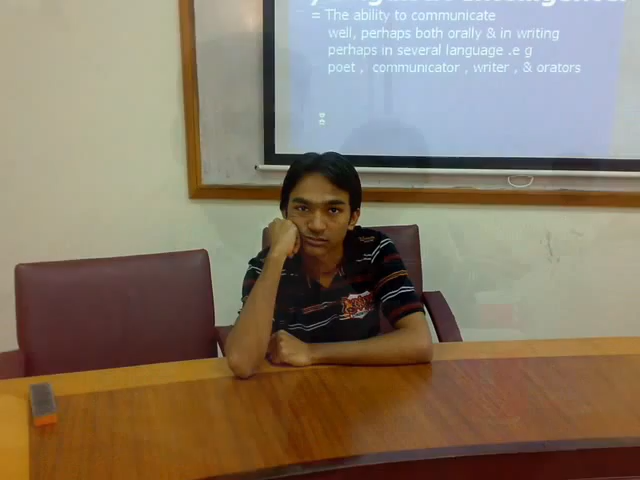 = The ability to communicate
well, perhaps both orally & in writing
perhaps in several language .e g
poet , communicator , writer , & orators